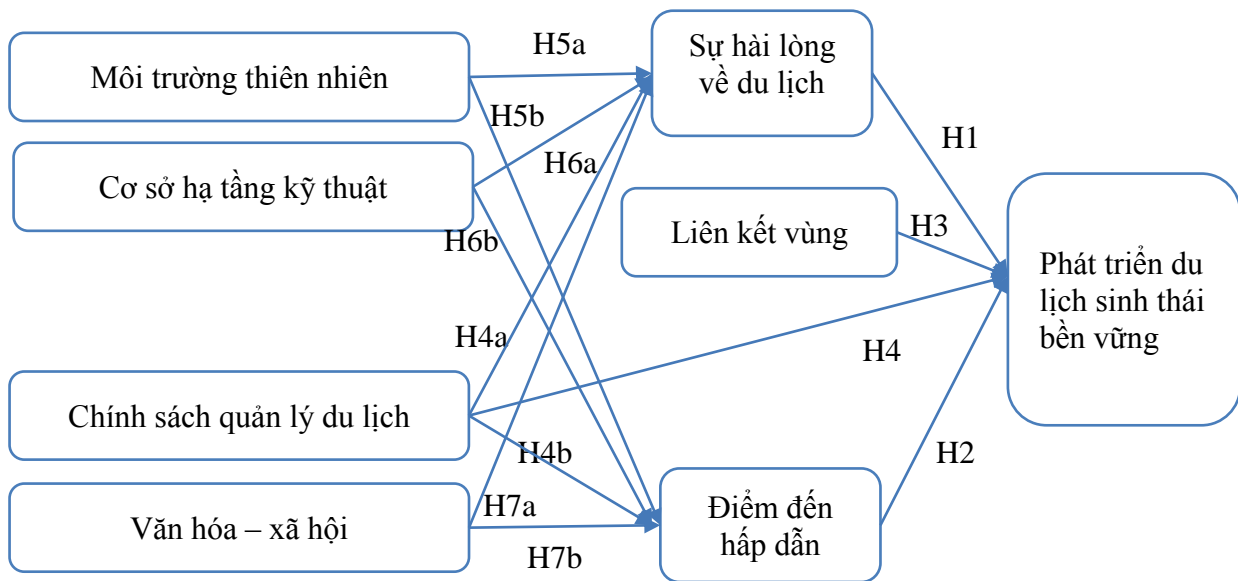 Môi trường thiên nhiên
H5a
Sự hài lòng
về du lịch
H5b
H1
Cơ sở hạ tầng kỹ thuật
H6a
H6b
Liên kết vùng
H3
Phát triển du
lịch sinh thái
bền vững
H4a
H4
Chính sách quản lý du lịch
H4b
H2
Văn hóa – xã hội
H7a
H7b
Điểm đến
hấp dẫn